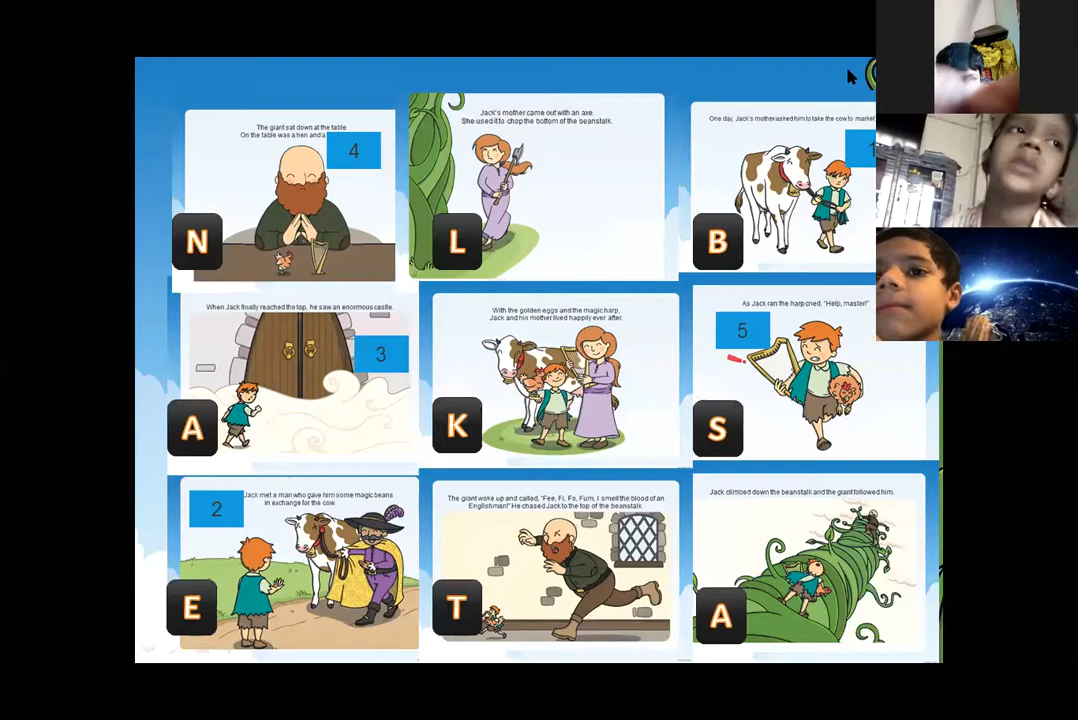 The giant sat down at the table
On the table was a hen and a
4
N
Jack's mother came out with an axe.
She used it to chop the bottom of the beanstalk.
L
One day, Jack's mother asked him to take the cow to market
1
B
When Jack finally reached the top, he saw an enormous castle.
3
A
With the golden eggs and the magic harp,
Jack and his mother lived happily ever after.
K
As Jack ran the harp cried, "Help, master!"
5
S
Jack met a man who gave him some magic beans
in exchange for the cow.
2
E
The giant woke up and called, "Fee, Fi, Fo, Fum, I smell the blood of an
Englishman!" He chased Jack to the top of the beanstalk.
T
Jack climbed down the beanstalk and the giant followed him.
A